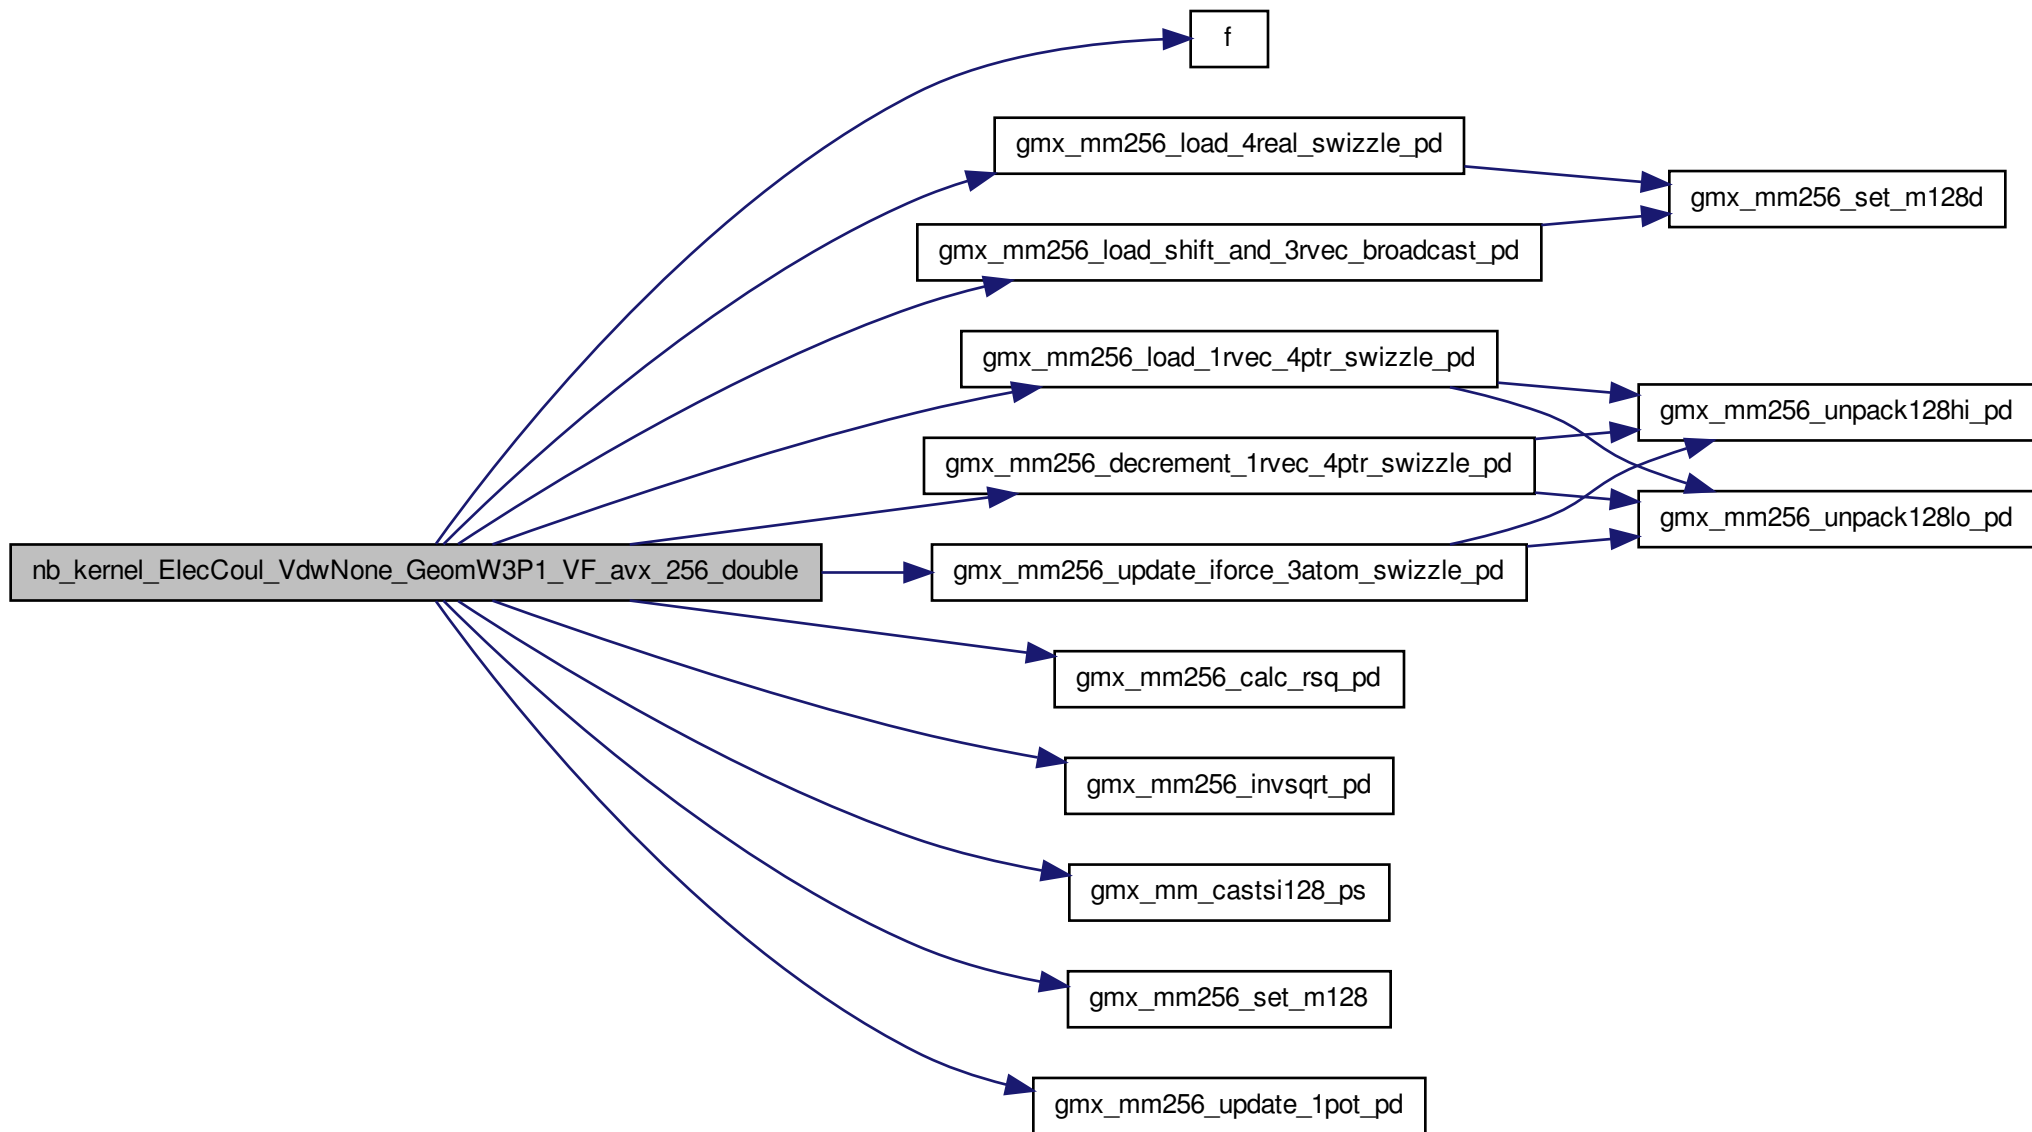 f
gmx_mm256_load_4real_swizzle_pd
gmx_mm256_set_m128d
gmx_mm256_load_shift_and_3rvec_broadcast_pd
gmx_mm256_load_1rvec_4ptr_swizzle_pd
gmx_mm256_unpack128hi_pd
gmx_mm256_decrement_1rvec_4ptr_swizzle_pd
gmx_mm256_unpack128lo_pd
nb_kernel_ElecCoul_VdwNone_GeomW3P1_VF_avx_256_double
gmx_mm256_update_iforce_3atom_swizzle_pd
gmx_mm256_calc_rsq_pd
gmx_mm256_invsqrt_pd
gmx_mm_castsi128_ps
gmx_mm256_set_m128
gmx_mm256_update_1pot_pd